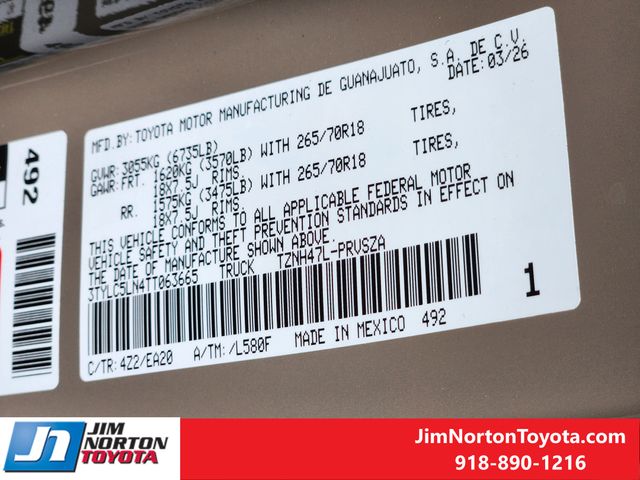 MFD.BY:TOYOTA MOTOR MANUFACTURING DE GUANAJUATO, S.A. DE C.V.
DATE:03/26
GVWR: 3055KG (6735LB)
GAWR:FRT. 1620KG (3570LB) WITH 265/70R18 TIRES,
18X7.5J RIMS.
RR. 1575KG (3475LB) WITH 265/70R18 TIRES,
18X7.5J RIMS.
THIS VEHICLE CONFORMS TO ALL APPLICABLE FEDERAL MOTOR
VEHICLE SAFETY AND THEFT PREVENTION STANDARDS IN EFFECT ON
THE DATE OF MANUFACTURE SHOWN ABOVE.
3TYLC5LN4TT063665 TRUCK TZNH47L-PRVSZA
1
C/TR:4Z2/EA20 A/TM:/L580F MADE IN MEXICO 492
492
JIM
NORTON
TOYOTA
JimNortonToyota.com
918-890-1216